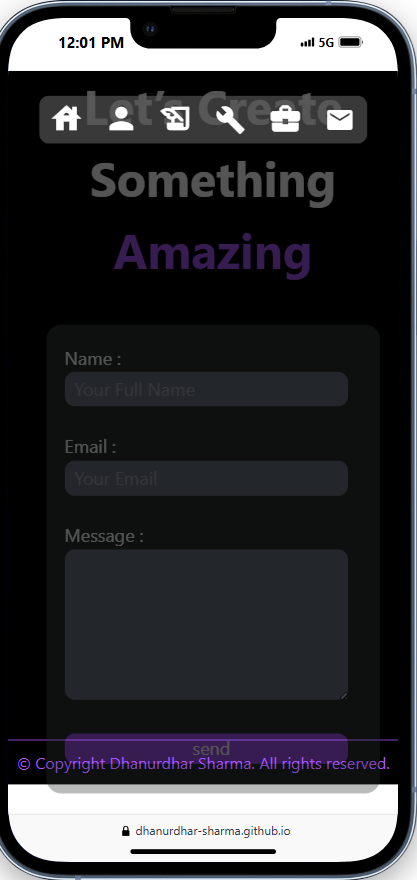 12:01 PM
5G
Let's Create
Something
Amazing
Name :
Your Full Name
Email :
Your Email
Message :
send
© Copyright Dhanurdhar Sharma. All rights reserved.
dhanurdhar-sharma.github.io